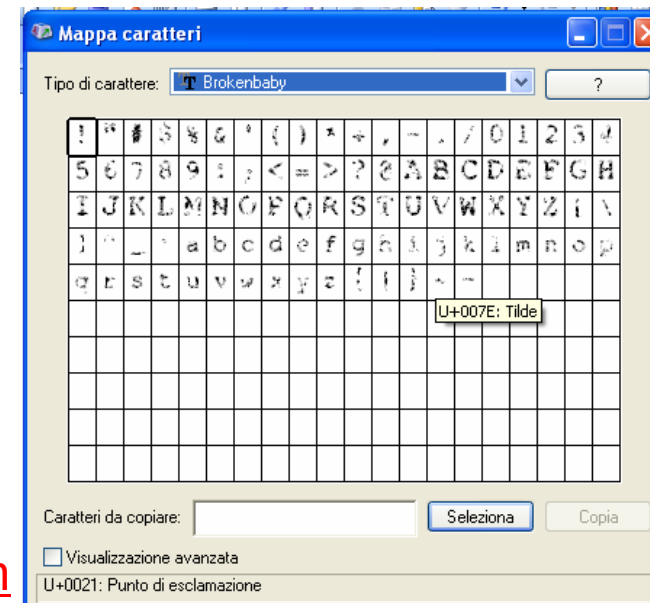 Mappa caratteri
Tipo di carattere: T Brokenbaby ?
! " # $ % & ' ( ) * + , - . / 0 1 2 3 4
5 6 7 8 9 : ; < = > ? @ A B C D E F G H
I J K L M N O P Q R S T U V W X Y Z [ \
] ^ _ ` a b c d e f g h i j k l m n o p
q r s t u v w x y z { | } ~ -
U+007E: Tilde
Caratteri da copiare: Seleziona Copia
Visualizzazione avanzata
U+0021: Punto di esclamazione